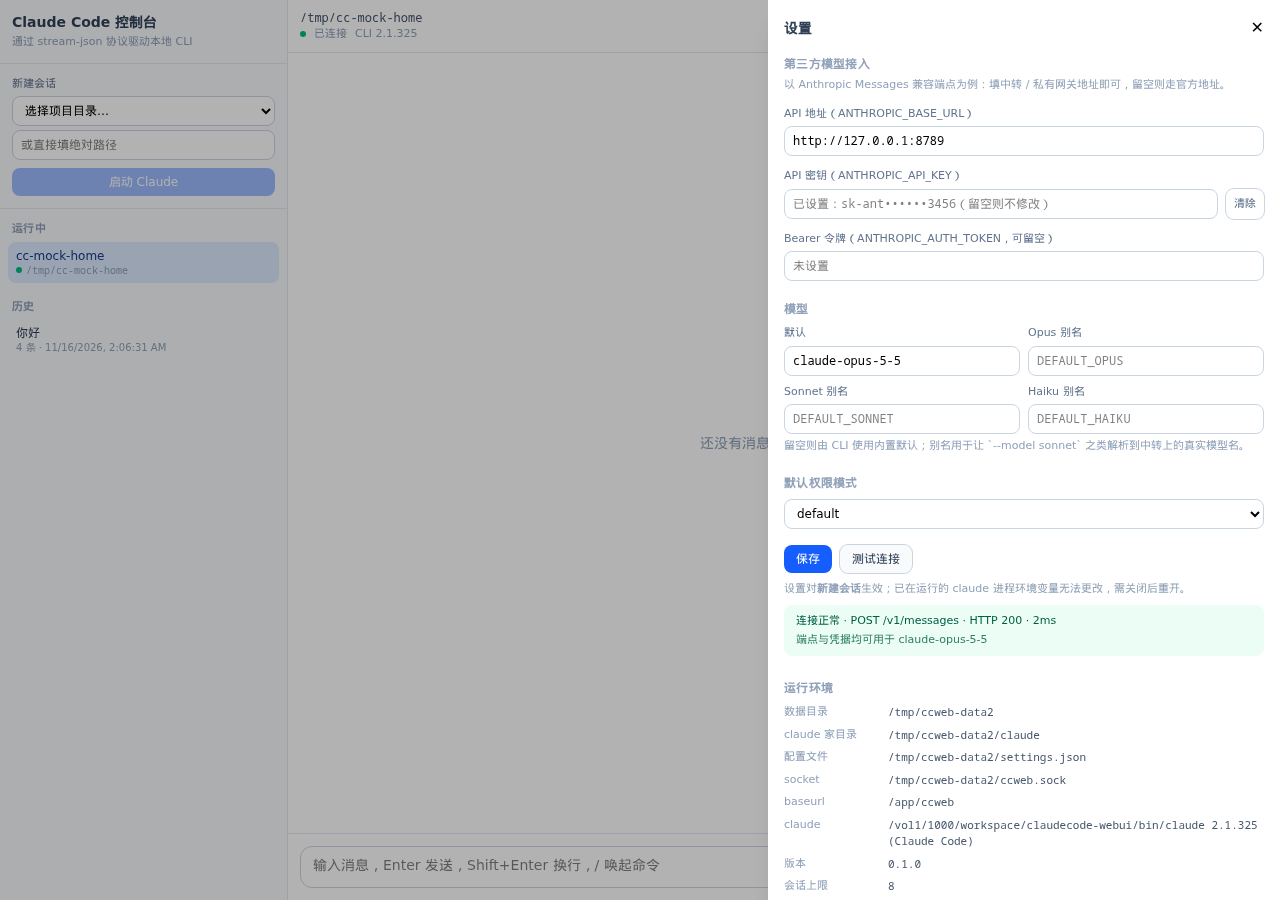 Claude Code 控制台
通过 stream-json 协议驱动本地 CLI
新建会话
选择项目目录...
或直接填绝对路径
启动 Claude
运行中
cc-mock-home
/tmp/cc-mock-home
历史
你好
4 条 · 11/16/2026, 2:06:31 AM
/tmp/cc-mock-home
已连接 CLI 2.1.325
还没有消息
输入消息，Enter 发送，Shift+Enter 换行，/ 唤起命令
设置
✕
第三方模型接入
以 Anthropic Messages 兼容端点为例：填中转 / 私有网关地址即可，留空则走官方地址。
API 地址（ANTHROPIC_BASE_URL）
http://127.0.0.1:8789
API 密钥（ANTHROPIC_API_KEY）
已设置：sk-ant••••••3456（留空则不修改）
清除
Bearer 令牌（ANTHROPIC_AUTH_TOKEN，可留空）
未设置
模型
默认
Opus 别名
claude-opus-5-5
DEFAULT_OPUS
Sonnet 别名
Haiku 别名
DEFAULT_SONNET
DEFAULT_HAIKU
留空则由 CLI 使用内置默认；别名用于让 `--model sonnet` 之类解析到中转上的真实模型名。
默认权限模式
default
保存
测试连接
设置对新建会话生效；已在运行的 claude 进程环境变量无法更改，需关闭后重开。
连接正常 · POST /v1/messages · HTTP 200 · 2ms
端点与凭据均可用于 claude-opus-5-5
运行环境
数据目录 /tmp/ccweb-data2
claude 家目录 /tmp/ccweb-data2/claude
配置文件 /tmp/ccweb-data2/settings.json
socket /tmp/ccweb-data2/ccweb.sock
baseurl /app/ccweb
claude /vol1/1000/workspace/claudecode-webui/bin/claude 2.1.325
(Claude Code)
版本 0.1.0
会话上限 8